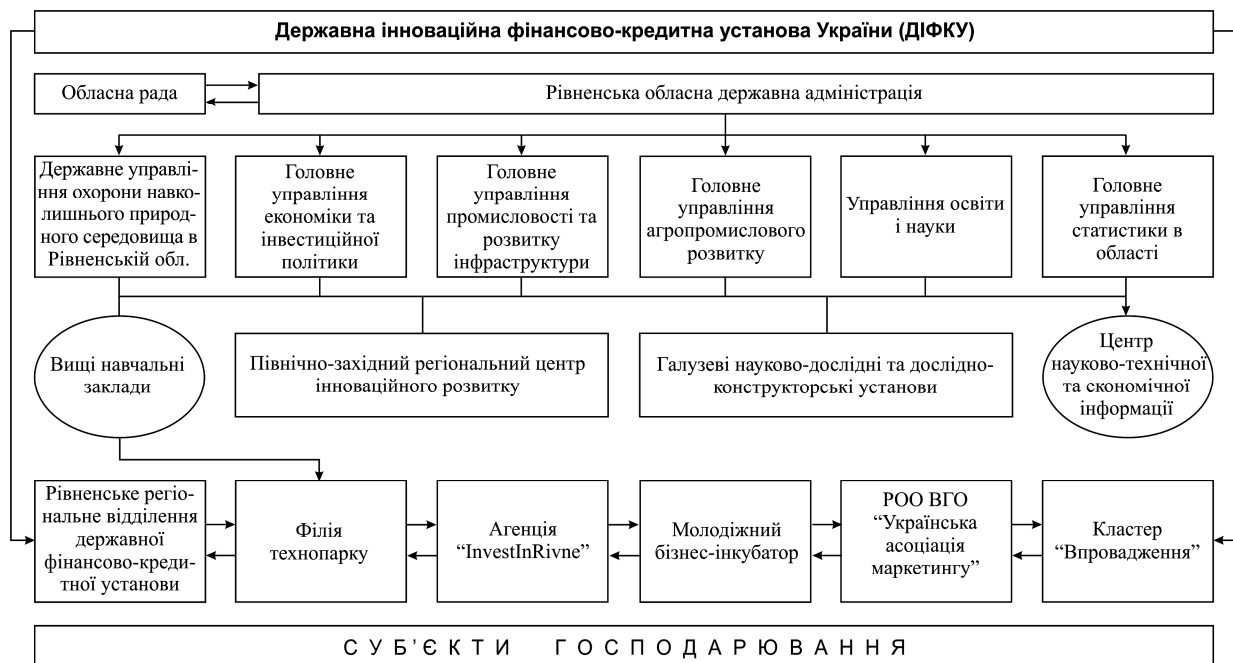 Державна інноваційна фінансово-кредитна установа України (ДІФКУ)
Обласна рада
Рівненська обласна державна адміністрація
Державне управлі-
ння охорони навко-
лишнього природ-
ного середовища в
Рівненській обл.
Головне
управління
економіки та
інвестиційної
політики
Головне
управління
промисловості та
розвитку
інфраструктури
Головне
управління
агропромислового
розвитку
Управління освіти
і науки
Головне
управління
статистики в
області
Вищі навчальні
заклади
Північно-західний регіональний центр
інноваційного розвитку
Галузеві науково-дослідні та дослідно-
конструкторські установи
Центр
науково-технічної
та скономічної
інформації
Рівненське регіо-
нальне відділення
державної
фінансово-креди-
тної установи
Філія
технопарку
Агенція
“InvestInRivne”
Молодіжний
бізнес-інкубатор
РОО ВГО
“Українська
асоціація
маркетингу”
Кластер
“Впровадження”
СУБ’ЄКТИ ГОСПОДАРЮВАННЯ